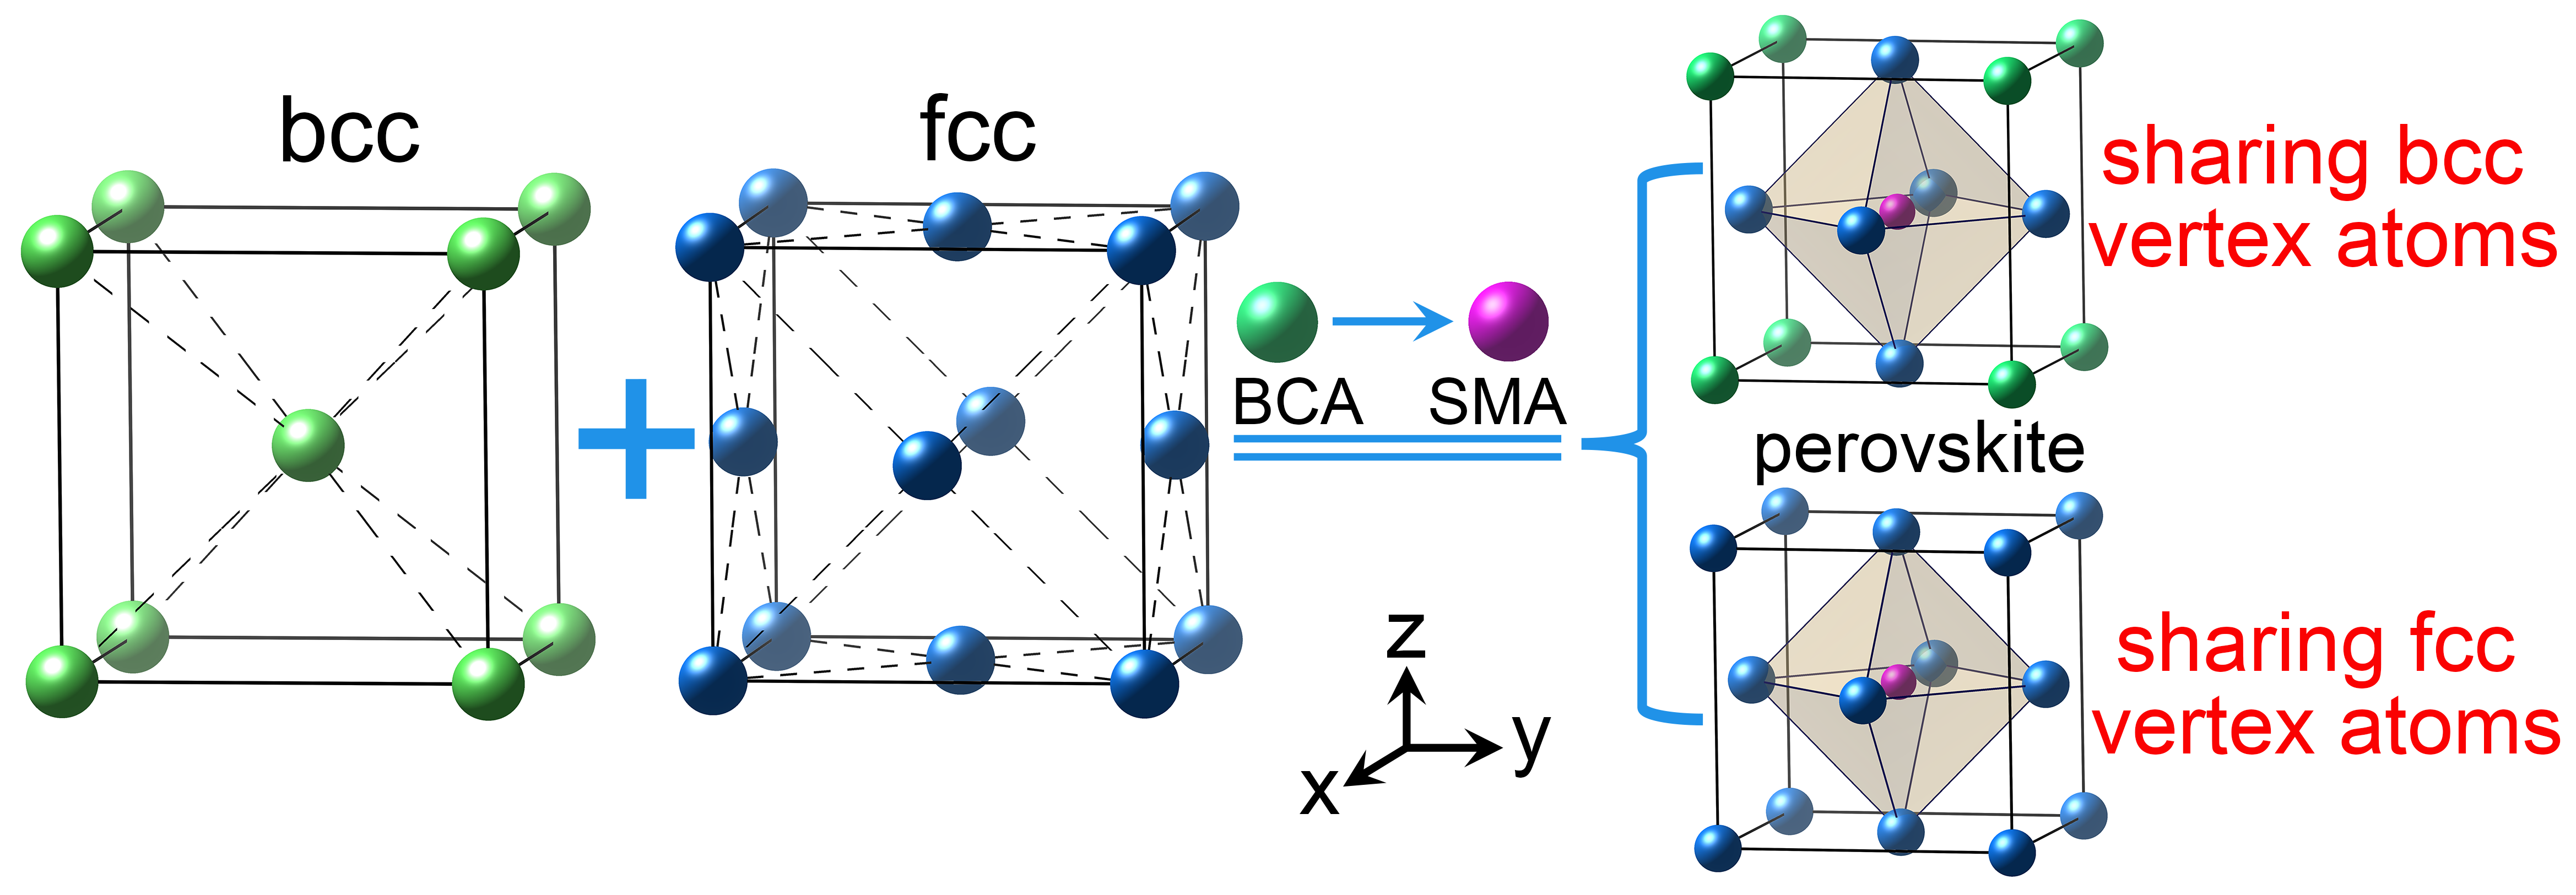 bcc
fcc
BCA
SMA
sharing bcc
vertex atoms
perovskite
sharing fcc
vertex atoms
z
y
x